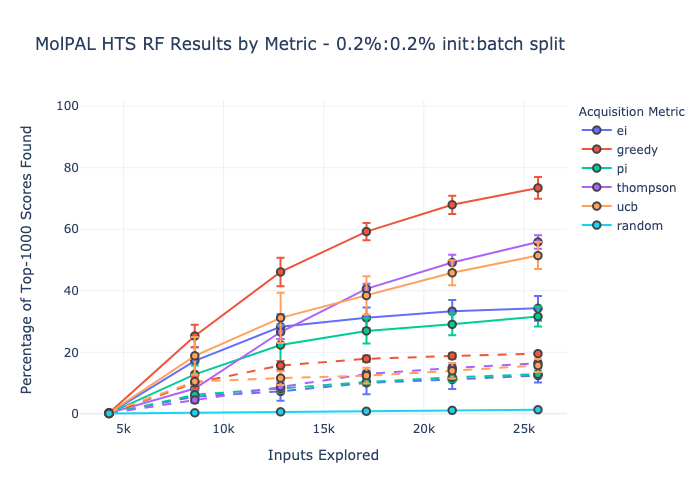 MolPAL HTS RF Results by Metric - 0.2%:0.2% init:batch split
Percentage of Top-1000 Scores Found
100
80
60
40
20
0
5k
10k
15k
20k
25k
Inputs Explored
Acquisition Metric
ei
greedy
pi
thompson
ucb
random